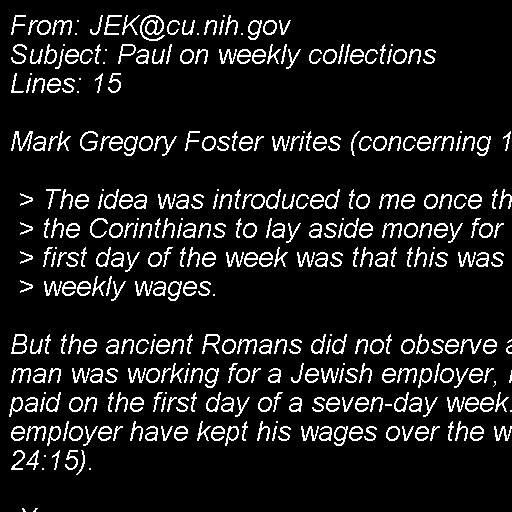 From: JEK@cu.nih.gov
Subject: Paul on weekly collections
Lines: 15
Mark Gregory Foster writes (concerning 1
> The idea was introduced to me once th
> the Corinthians to lay aside money for
> first day of the week was that this was
> weekly wages.
But the ancient Romans did not observe a
man was working for a Jewish employer,
paid on the first day of a seven-day week.
employer have kept his wages over the w
24:15).